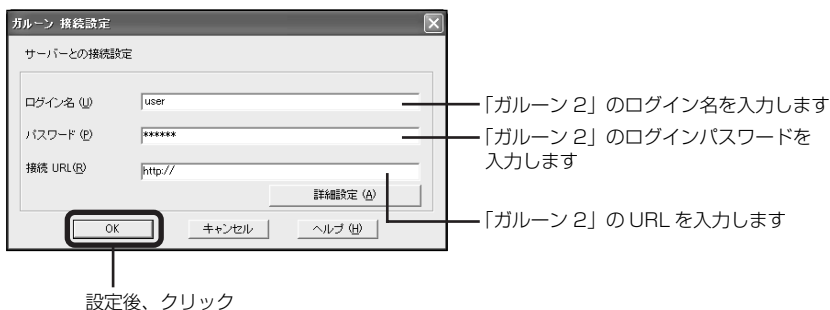 ガルーン 接続設定
サーバーとの接続設定
ログイン名 (U)
user
「ガルーン 2」のログイン名を入力します
パスワード (P)
******
「ガルーン 2」のログインパスワードを
入力します
接続 URL(R)
http://
詳細設定 (A)
「ガルーン 2」の URL を入力します
OK
キャンセル
ヘルプ (H)
設定後、クリック